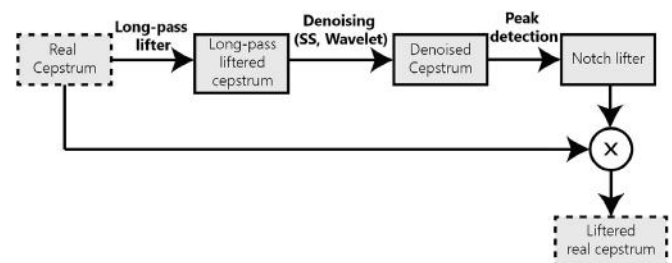 Real
Cepstrum
Long-pass
lifter
Long-pass
liftered
cepstrum
Denoising
(SS, Wavelet)
Denoised
Cepstrum
Peak
detection
Notch lifter
X
Liftered
real cepstrum